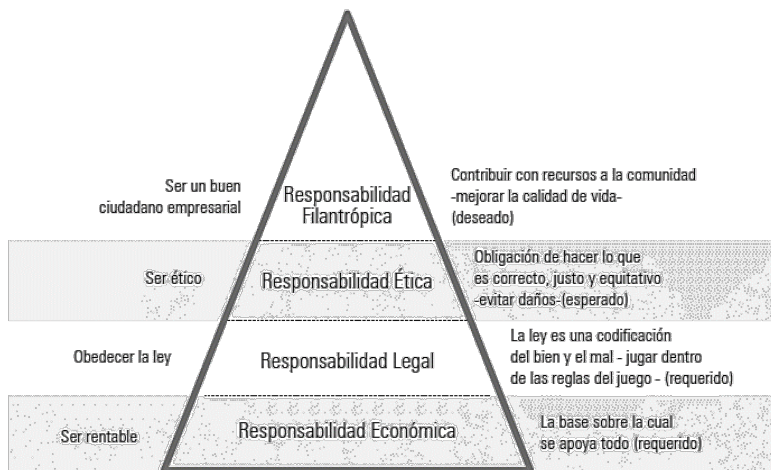 Ser un buen
ciudadano empresarial
Responsabilidad
Filantrópica
Contribuir con recursos a la comunidad
-mejorar la calidad de vida-
(deseado)
Ser ético
Responsabilidad Ética
Obligación de hacer lo que
es correcto, justo y equitativo
-evitar daños-(esperado)
Obedecer la ley
Responsabilidad Legal
La ley es una codificación
del bien y el mal - jugar dentro
de las reglas del juego - (requerido)
Ser rentable
Responsabilidad Económica
La base sobre la cual
se apoya todo (requerido)